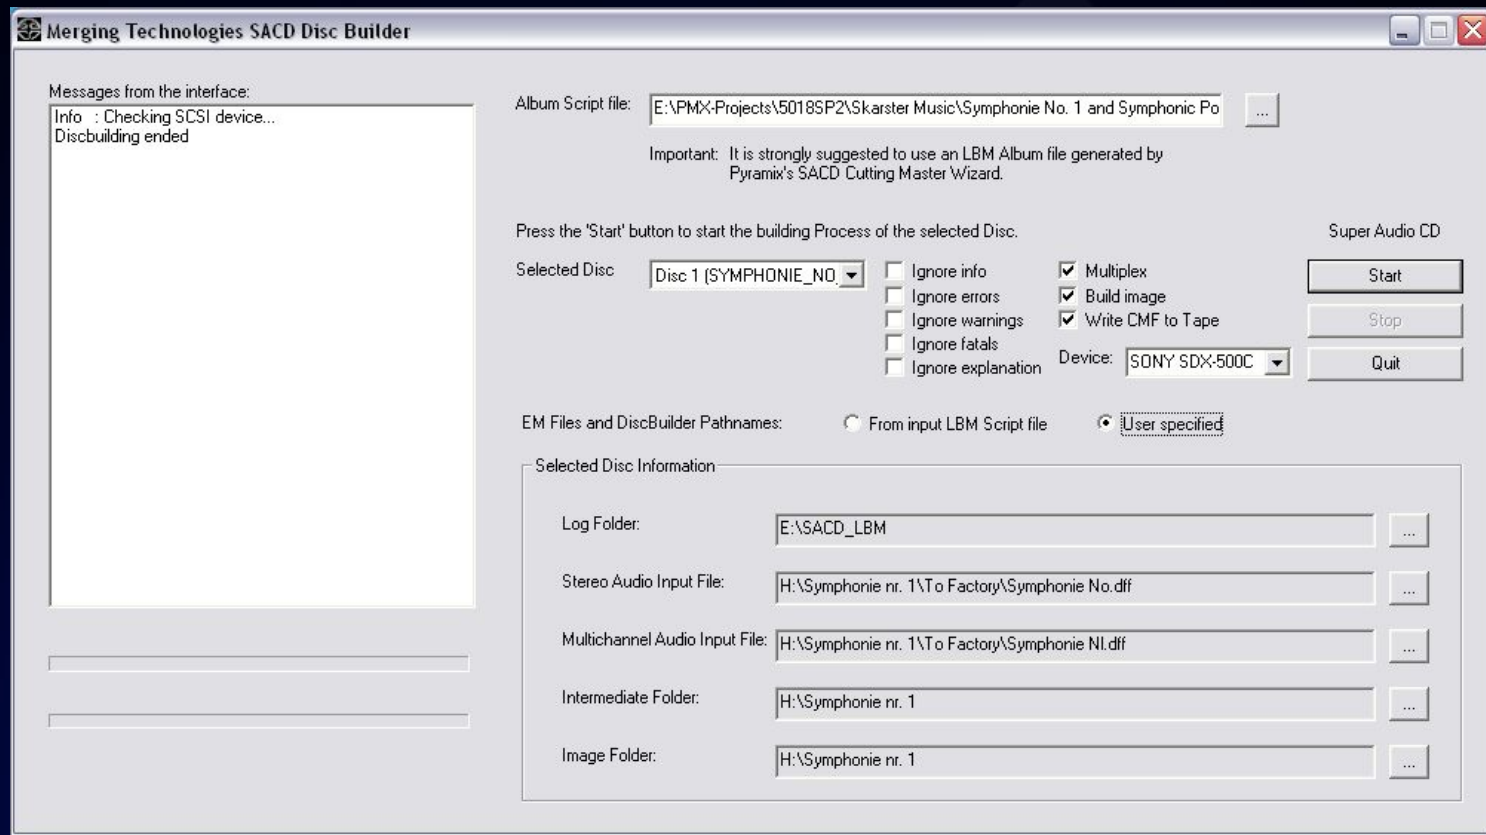 Merging Technologies SACD Disc Builder
Messages from the interface:
Info : Checking SCSI device...
Discbuilding ended
Album Script file:
E:\PMX-Projects\5018SP2\Skarster Music\Symphonie No. 1 and Symphonic Po
...
Important: It is strongly suggested to use an LBM Album file generated by
Pyramix's SACD Cutting Master Wizard.
Press the 'Start' button to start the building Process of the selected Disc.
Super Audio CD
Selected Disc
Disc 1 (SYMPHONIE_NO_
Ignore info
Ignore errors
Ignore warnings
Ignore fatals
Ignore explanation
Multiplex
Build image
Write CMF to Tape
Device: SONY SDX-500C
Start
Stop
Quit
EM Files and DiscBuilder Pathnames:
From input LBM Script file
User specified
Selected Disc Information
Log Folder:
E:\SACD_LBM
...
Stereo Audio Input File:
H:\Symphonie nr. 1\To Factory\Symphonie No.dff
...
Multichannel Audio Input File:
H:\Symphonie nr. 1\To Factory\Symphonie NI.dff
...
Intermediate Folder:
H:\Symphonie nr. 1
...
Image Folder:
H:\Symphonie nr. 1
...